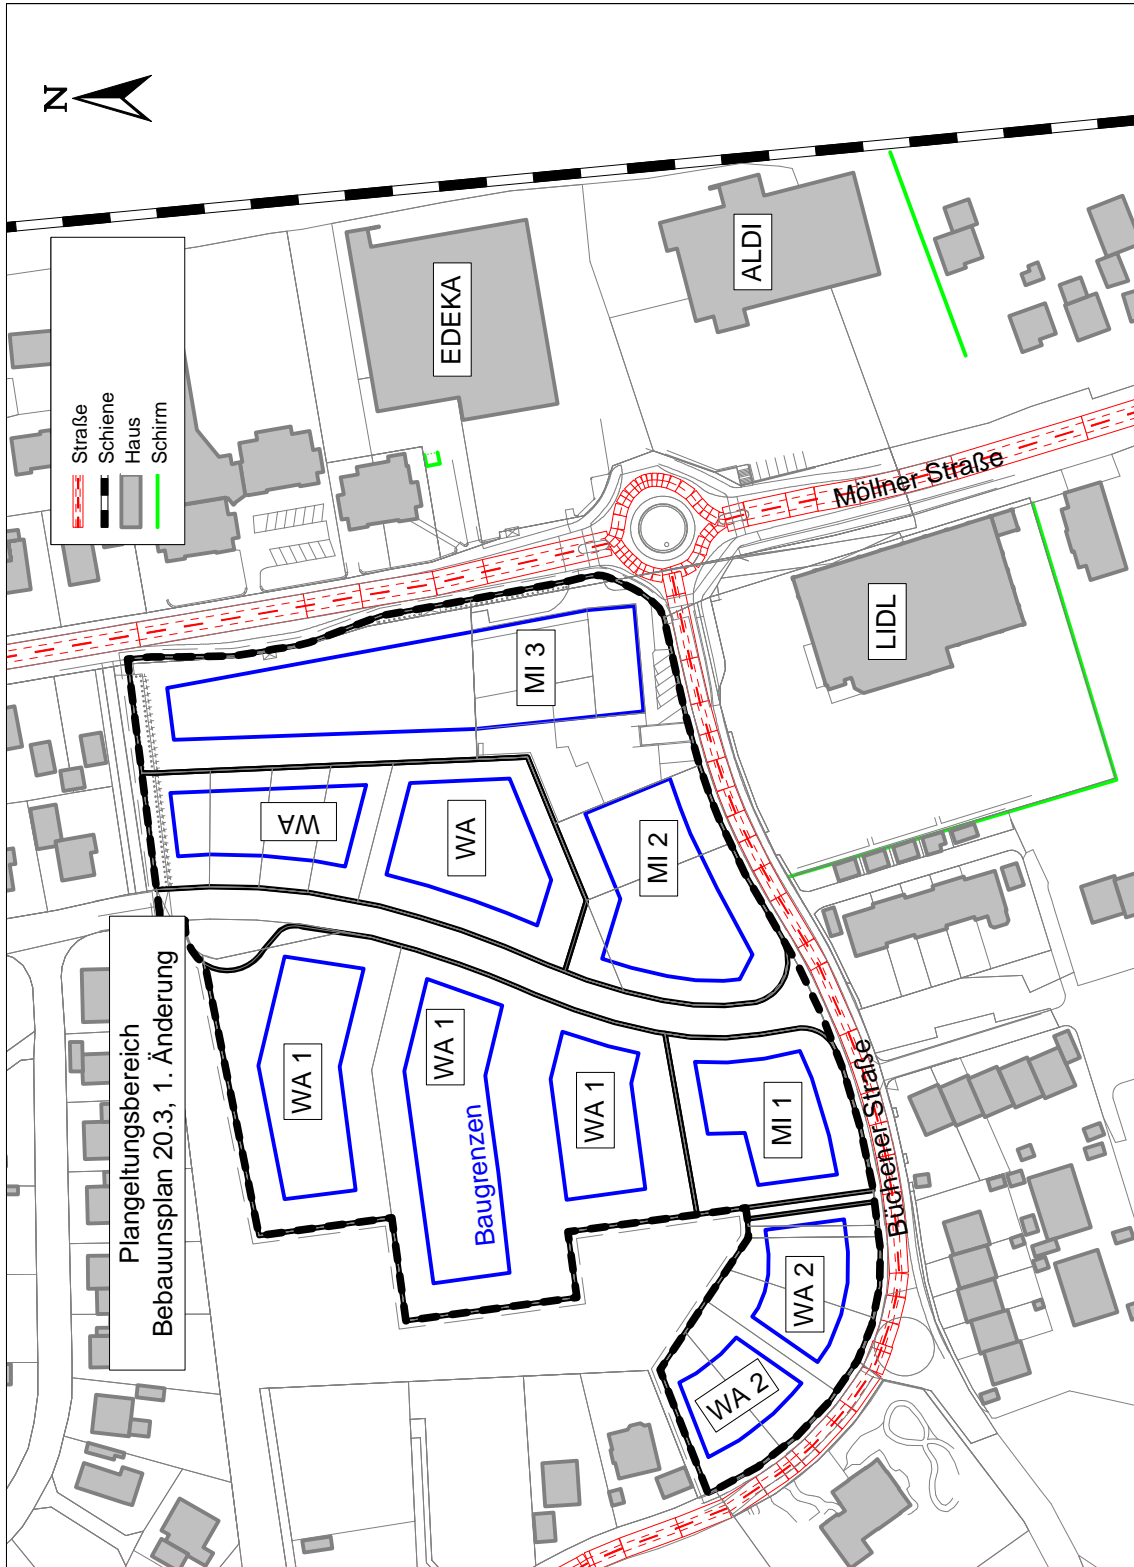 N
Straße
Schiene
Haus
Schirm
Plangeltungsbereich
Bebaunsplan 20.3, 1. Änderung
EDEKA
ALDI
LIDL
Möllner Straße
Büchener Straße
MI 3
WA
WA
MI 2
WA 1
WA 1
WA 1
MI 1
Baugrenzen
WA 2
WA 2